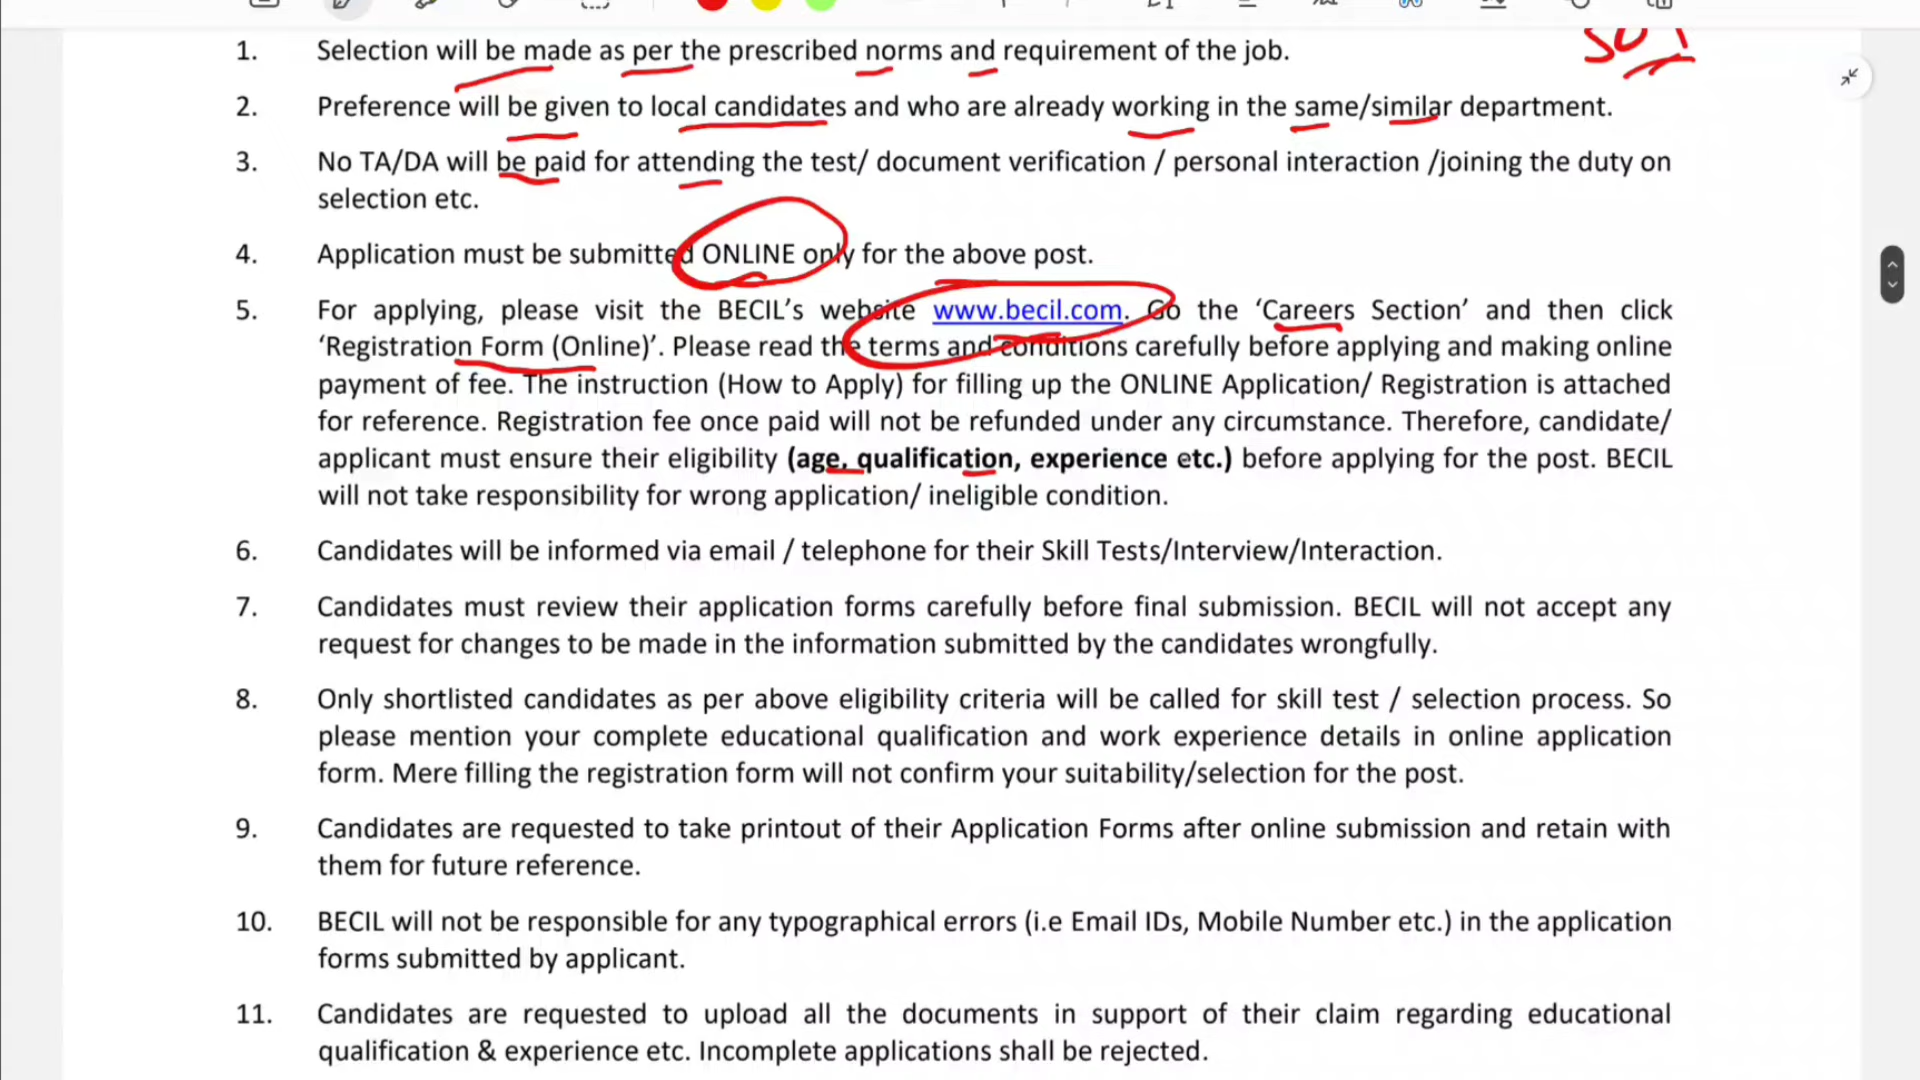 1. Selection will be made as per the prescribed norms and requirement of the job.
2. Preference will be given to local candidates and who are already working in the same/similar department.
3. No TA/DA will be paid for attending the test/ document verification / personal interaction /joining the duty on
selection etc.
4. Application must be submitted ONLINE only for the above post.
5. For applying, please visit the BECIL’s website www.becil.com. Go the ‘Careers Section’ and then click
‘Registration Form (Online)’. Please read the terms and conditions carefully before applying and making online
payment of fee. The instruction (How to Apply) for filling up the ONLINE Application/ Registration is attached
for reference. Registration fee once paid will not be refunded under any circumstance. Therefore, candidate/
applicant must ensure their eligibility (age, qualification, experience etc.) before applying for the post. BECIL
will not take responsibility for wrong application/ ineligible condition.
6. Candidates will be informed via email / telephone for their Skill Tests/Interview/Interaction.
7. Candidates must review their application forms carefully before final submission. BECIL will not accept any
request for changes to be made in the information submitted by the candidates wrongfully.
8. Only shortlisted candidates as per above eligibility criteria will be called for skill test / selection process. So
please mention your complete educational qualification and work experience details in online application
form. Mere filling the registration form will not confirm your suitability/selection for the post.
9. Candidates are requested to take printout of their Application Forms after online submission and retain with
them for future reference.
10. BECIL will not be responsible for any typographical errors (i.e Email IDs, Mobile Number etc.) in the application
forms submitted by applicant.
11. Candidates are requested to upload all the documents in support of their claim regarding educational
qualification & experience etc. Incomplete applications shall be rejected.